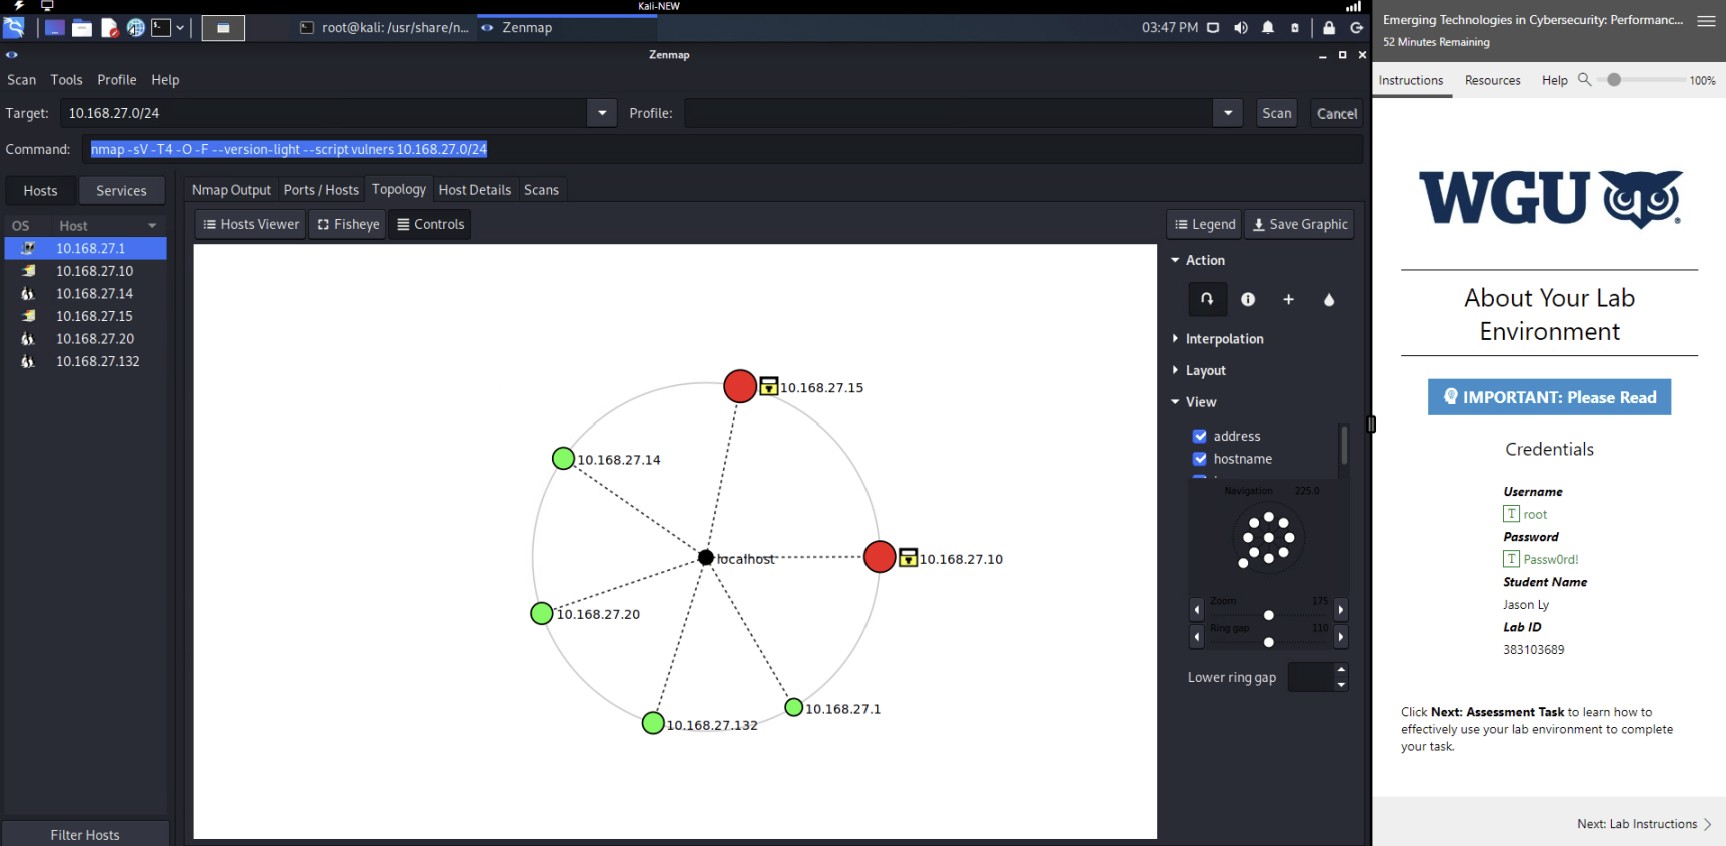 Kali-NEW
root@kali: /usr/share/n...
Zenmap
03:47 PM
Zenmap
Scan Tools Profile Help
Target: 10.168.27.0/24 Profile: Scan Cancel
Command: nmap -sV -T4 -O -F --version-light --script vulners 10.168.27.0/24
Hosts Services
Nmap Output Ports / Hosts Topology Host Details Scans
OS Host
10.168.27.1
10.168.27.10
10.168.27.14
10.168.27.15
10.168.27.20
10.168.27.132
Filter Hosts
Hosts Viewer Fisheye Controls Legend Save Graphic
10.168.27.15
10.168.27.14
localhost
10.168.27.10
10.168.27.20
10.168.27.1
10.168.27.132
Action
Interpolation
Layout
View
address
hostname
Navigation 225.0
Zoom 175
Ring gap 110
Lower ring gap
Emerging Technologies in Cybersecurity: Performanc...
52 Minutes Remaining
Instructions Resources Help 100%
WGU
About Your Lab
Environment
IMPORTANT: Please Read
Credentials
Username
T root
Password
T Passw0rd!
Student Name
Jason Ly
Lab ID
383103689
Click Next: Assessment Task to learn how to
effectively use your lab environment to complete
your task.
Next: Lab Instructions